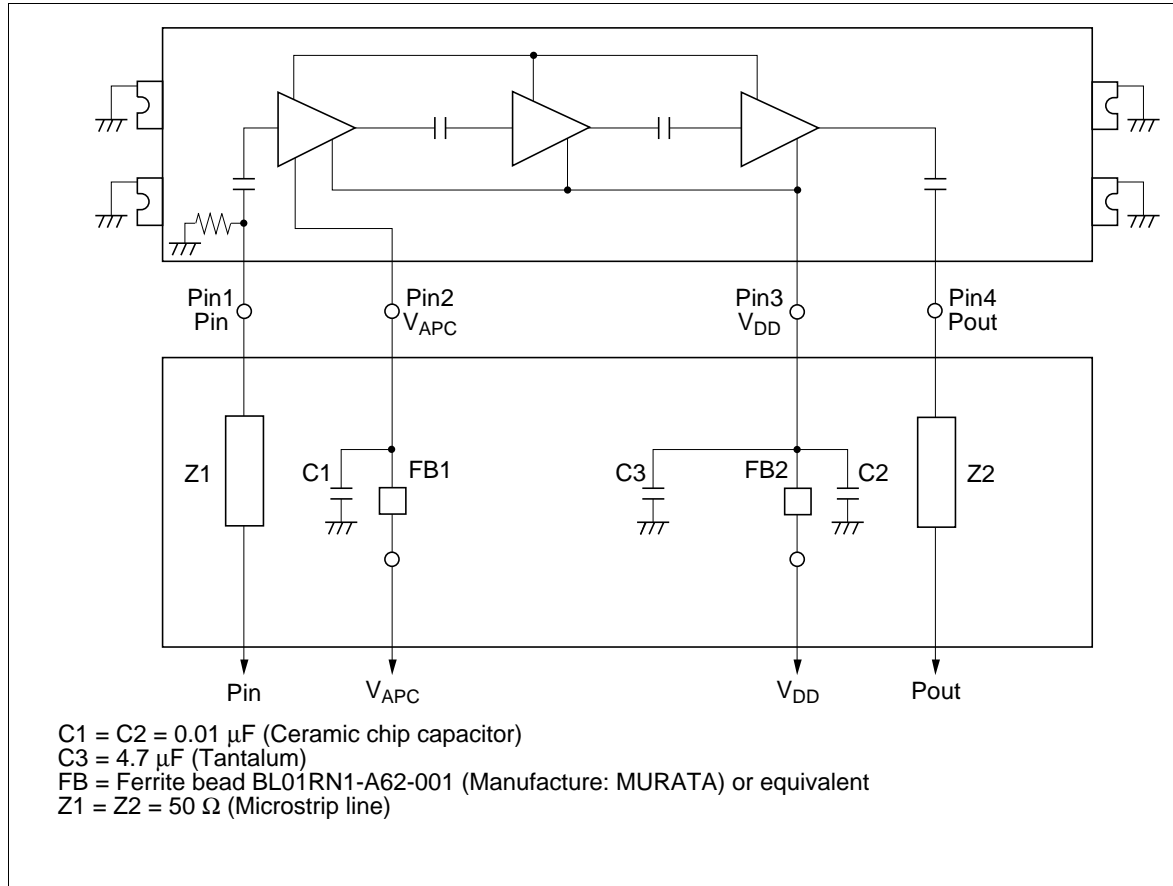 Pin1 Pin2 Pin3 Pin4
Pin VAPC VDD Pout
Z1 C1 FB1 C3 FB2 C2 Z2
Pin VAPC VDD Pout
C1 = C2 = 0.01 μF (Ceramic chip capacitor)
C3 = 4.7 μF (Tantalum)
FB = Ferrite bead BL01RN1-A62-001 (Manufacture: MURATA) or equivalent
Z1 = Z2 = 50 Ω (Microstrip line)